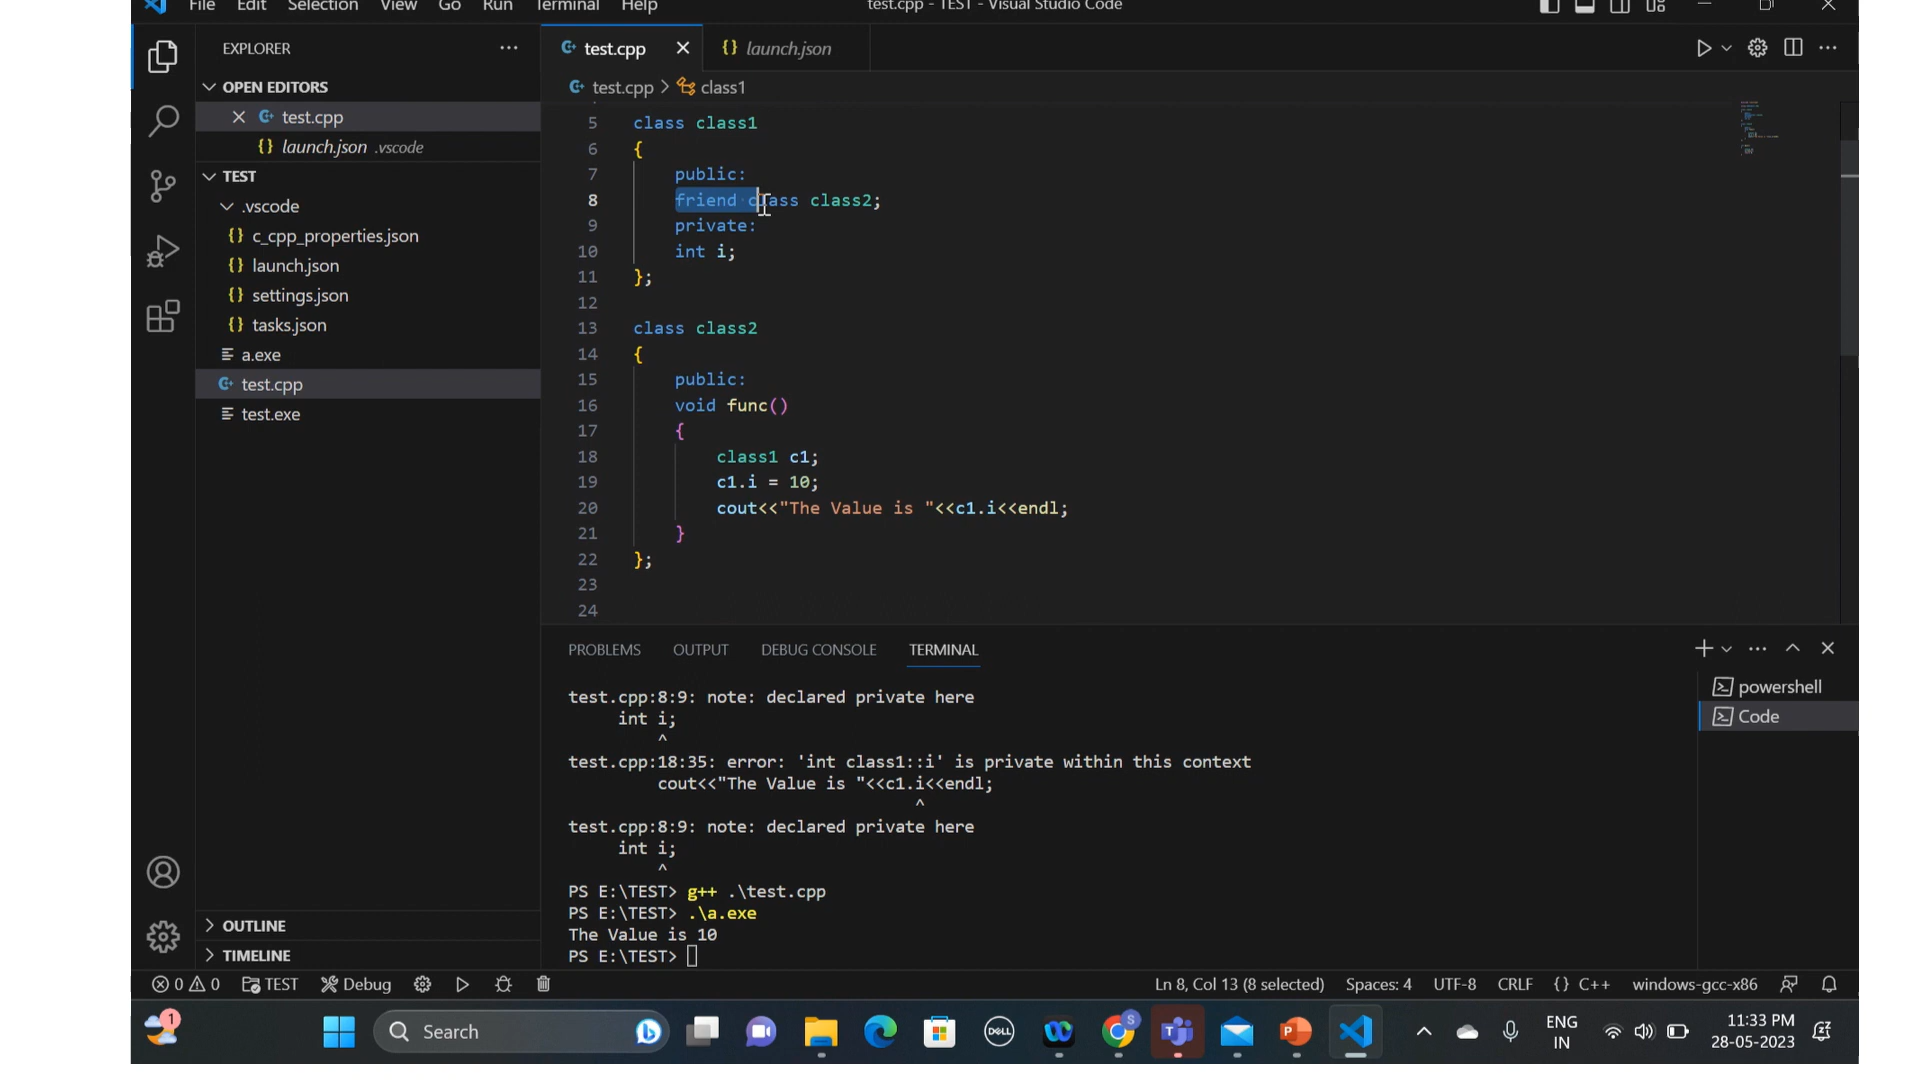 File Edit Selection View Go Run Terminal Help
test.cpp - TEST - Visual Studio Code
EXPLORER
OPEN EDITORS
test.cpp
launch.json .vscode
TEST
.vscode
c_cpp_properties.json
launch.json
settings.json
tasks.json
a.exe
test.cpp
test.exe
OUTLINE
TIMELINE
test.cpp
launch.json
test.cpp > class1
5 class class1
6 {
7 public:
8 friend class class2;
9 private:
10 int i;
11 };
12
13 class class2
14 {
15 public:
16 void func()
17 {
18 class1 c1;
19 c1.i = 10;
20 cout<<"The Value is "<<c1.i<<endl;
21 }
22 };
23
24
PROBLEMS OUTPUT DEBUG CONSOLE TERMINAL
test.cpp:8:9: note: declared private here
int i;
^
test.cpp:18:35: error: 'int class1::i' is private within this context
cout<<"The Value is "<<c1.i<<endl;
^
test.cpp:8:9: note: declared private here
int i;
^
PS E:\TEST> g++ .\test.cpp
PS E:\TEST> .\a.exe
The Value is 10
PS E:\TEST>
powershell
Code
0 0 TEST Debug
Ln 8, Col 13 (8 selected) Spaces: 4 UTF-8 CRLF {} C++ windows-gcc-x86
1
Search
DELL
S
ENG
IN
11:33 PM
28-05-2023